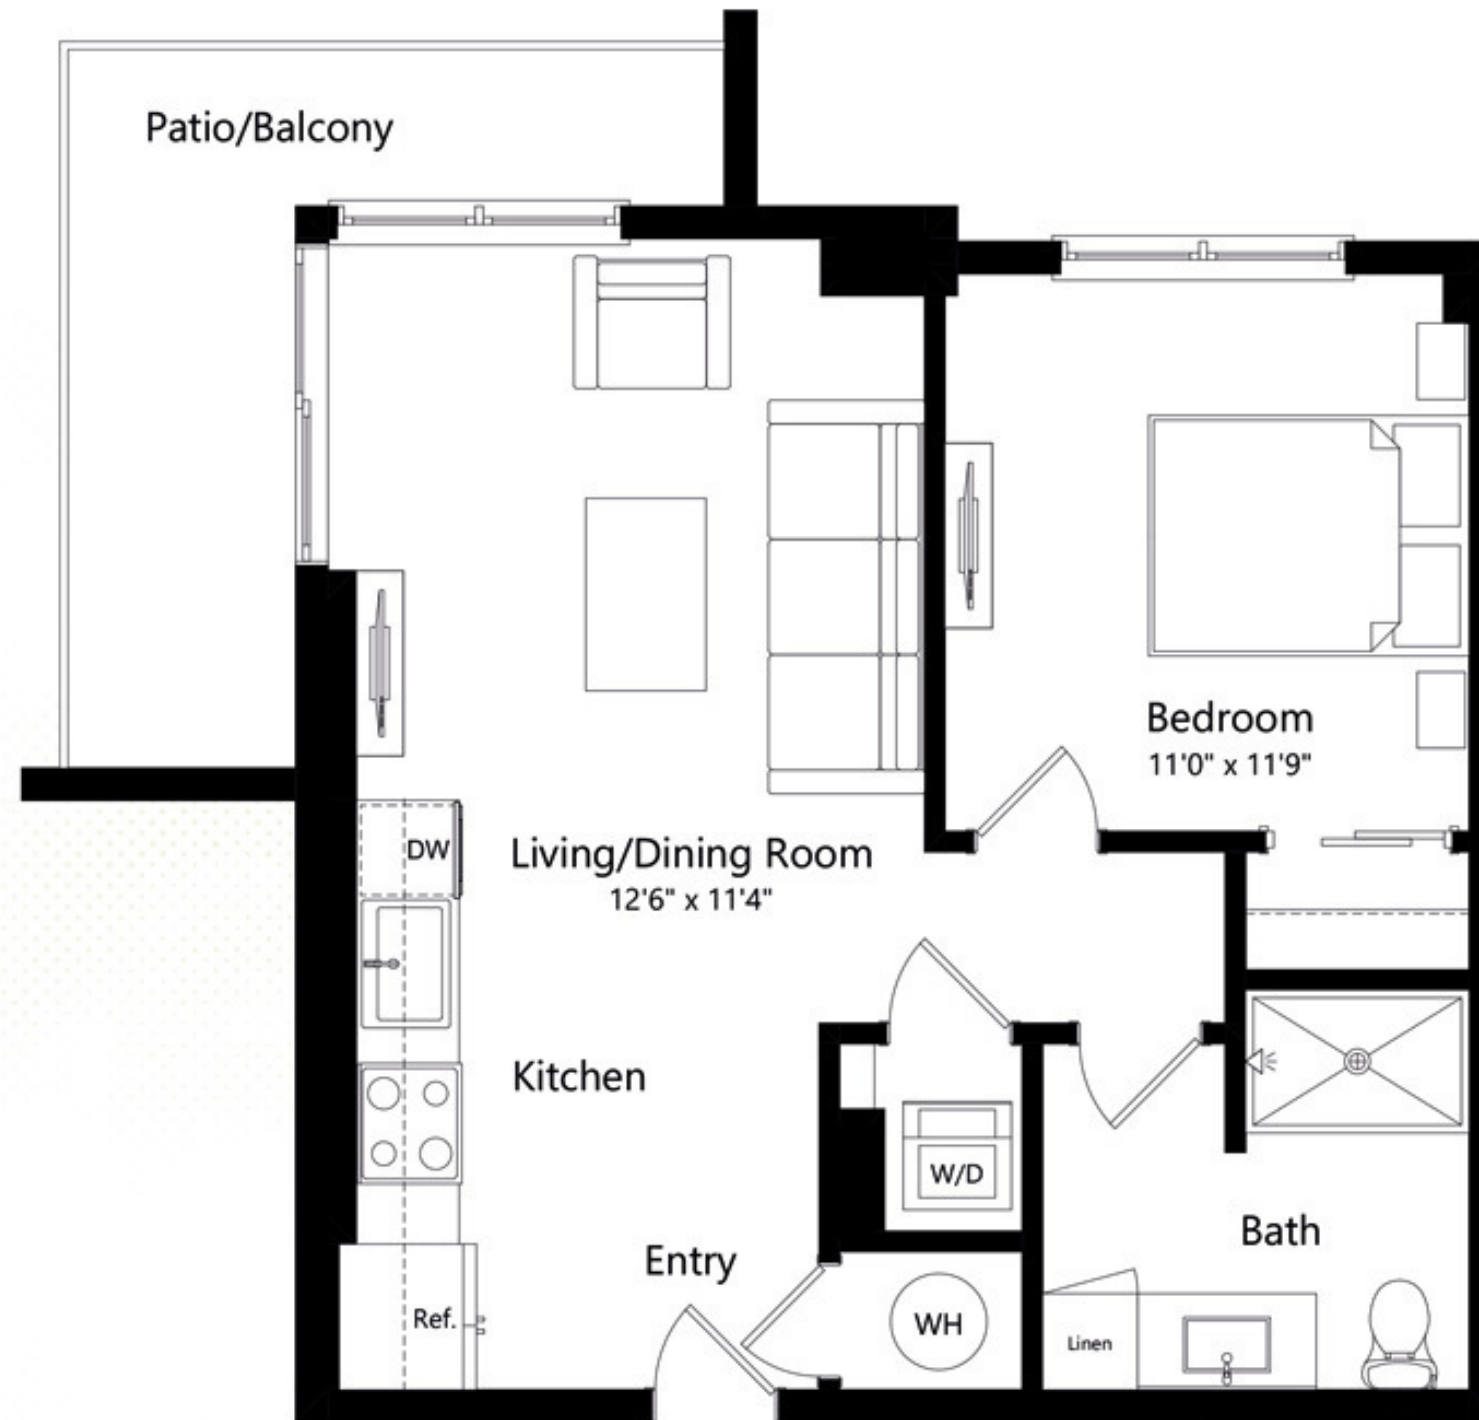 Patio/Balcony
Bedroom
11'0" x 11'9"
DW
Living/Dining Room
12'6" x 11'4"
Kitchen
W/D
Bath
Entry
Ref.
WH
Linen